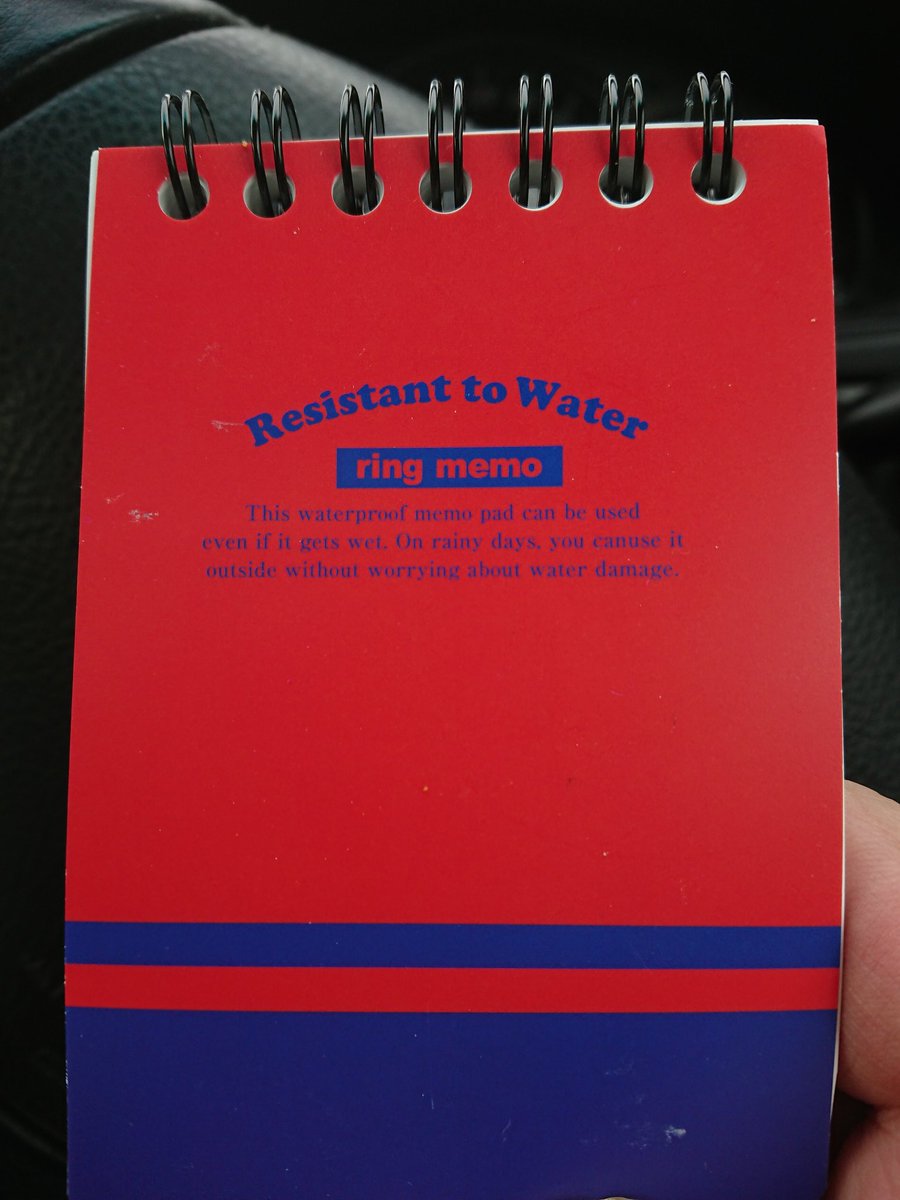 Resistant to Water
ring memo
This waterproof memo pad can be used
even if it gets wet. On rainy days, you canuse it
outside without worrying about water damage.